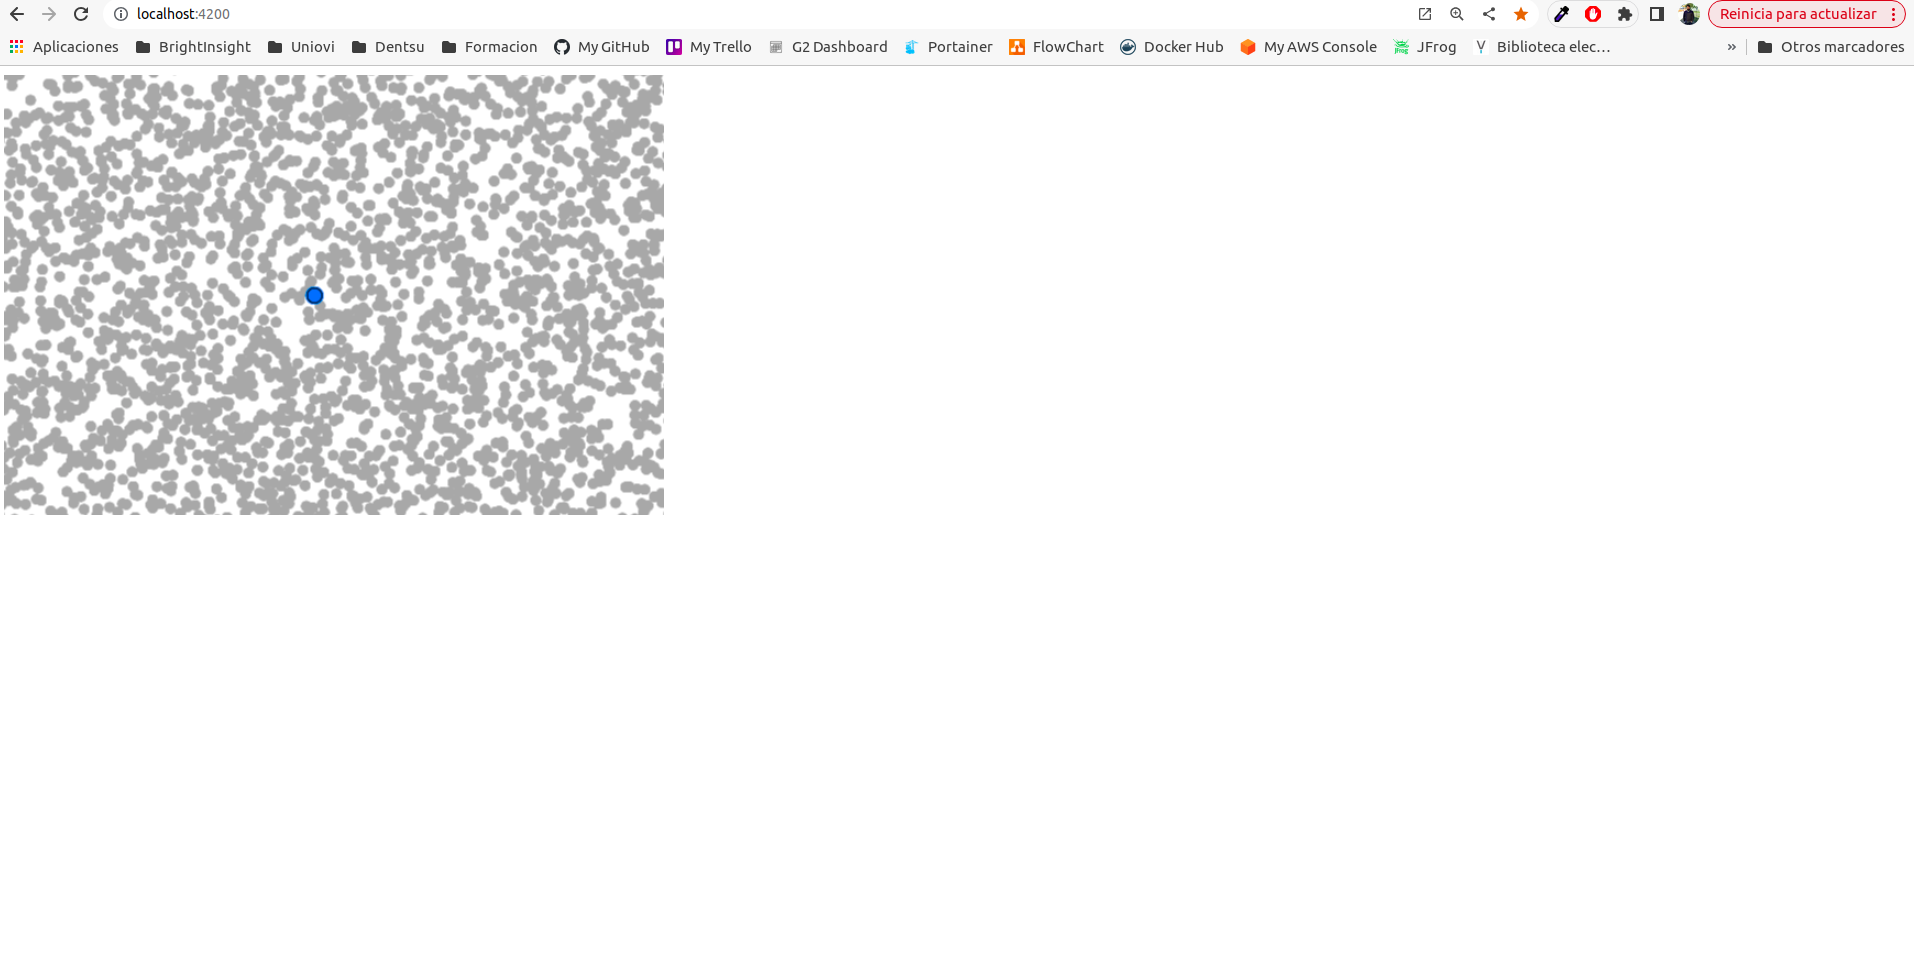 localhost:4200
Reinicia para actualizar
Aplicaciones BrightInsight Uniovi Dentsu Formacion My GitHub My Trello G2 Dashboard Portainer FlowChart Docker Hub My AWS Console JFrog Biblioteca elec… » Otros marcadores